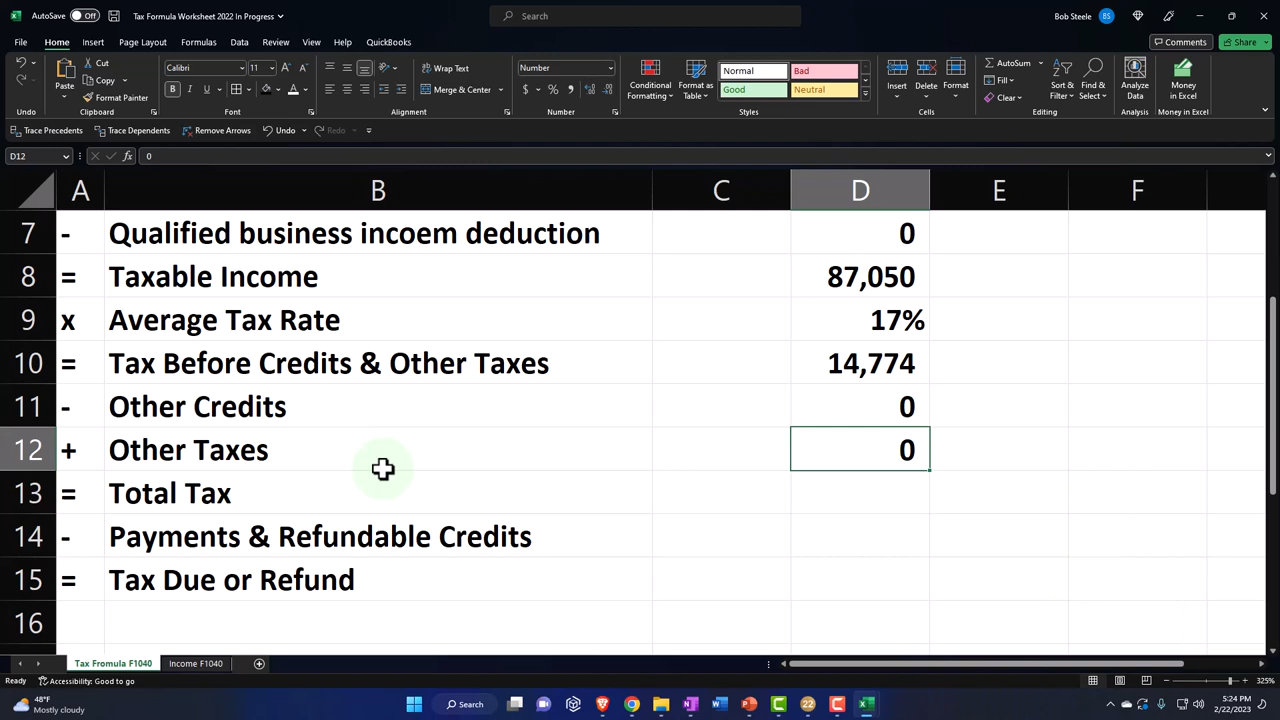 AutoSave Off Tax Formula Worksheet 2022 In Progress Search Bob Steele BS
File Home Insert Page Layout Formulas Data Review View Help QuickBooks Comments Share
Cut Calibri 11 Wrap Text Number Normal Bad AutoSum
Copy Fill
Paste Format Painter B I U Merge & Center $ % Conditional Formatting Format as Table Good Neutral Insert Delete Format Clear Sort & Filter Find & Select Analyze Data Money in Excel
Undo Clipboard Font Alignment Number Styles Cells Editing Analysis Money in Excel
Trace Precedents Trace Dependents Remove Arrows Undo Redo
D12 fx 0
A B C D E F
7 - Qualified business incoem deduction 0
8 = Taxable Income 87,050
9 x Average Tax Rate 17%
10 = Tax Before Credits & Other Taxes 14,774
11 - Other Credits 0
12 + Other Taxes 0
13 = Total Tax
14 - Payments & Refundable Credits
15 = Tax Due or Refund
16
Tax Fromula F1040 Income F1040
Ready Accessibility: Good to go 325%
48°F
Mostly cloudy
Search
22
5:24 PM
2/22/2023